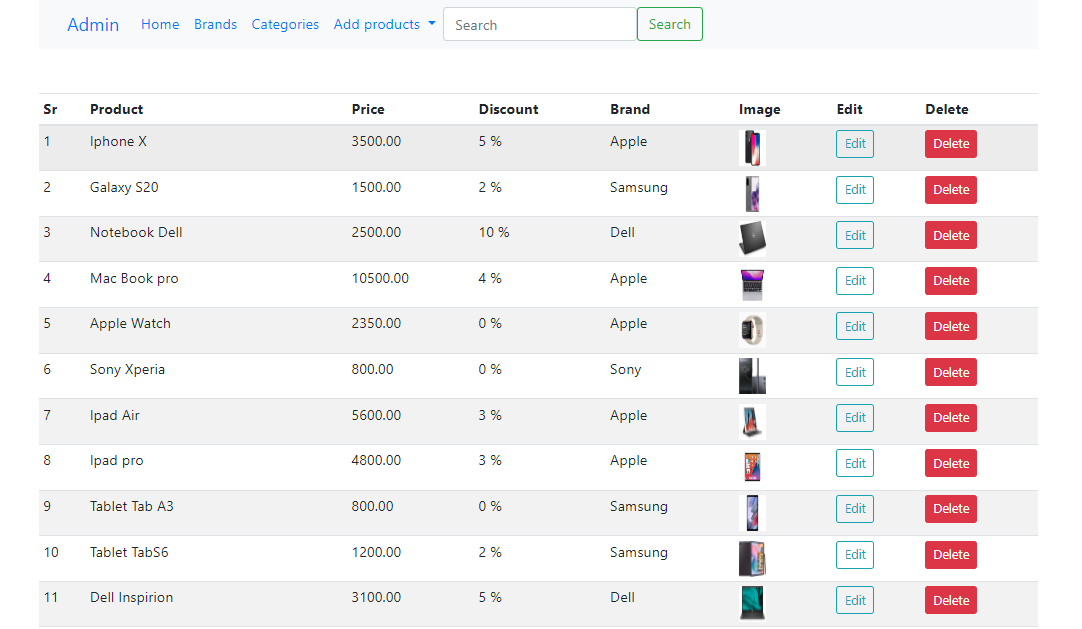 Admin Home Brands Categories Add products Search Search
Sr Product Price Discount Brand Image Edit Delete
1 Iphone X 3500.00 5 % Apple Edit Delete
2 Galaxy S20 1500.00 2 % Samsung Edit Delete
3 Notebook Dell 2500.00 10 % Dell Edit Delete
4 Mac Book pro 10500.00 4 % Apple Edit Delete
5 Apple Watch 2350.00 0 % Apple Edit Delete
6 Sony Xperia 800.00 0 % Sony Edit Delete
7 Ipad Air 5600.00 3 % Apple Edit Delete
8 Ipad pro 4800.00 3 % Apple Edit Delete
9 Tablet Tab A3 800.00 0 % Samsung Edit Delete
10 Tablet TabS6 1200.00 2 % Samsung Edit Delete
11 Dell Inspirion 3100.00 5 % Dell Edit Delete